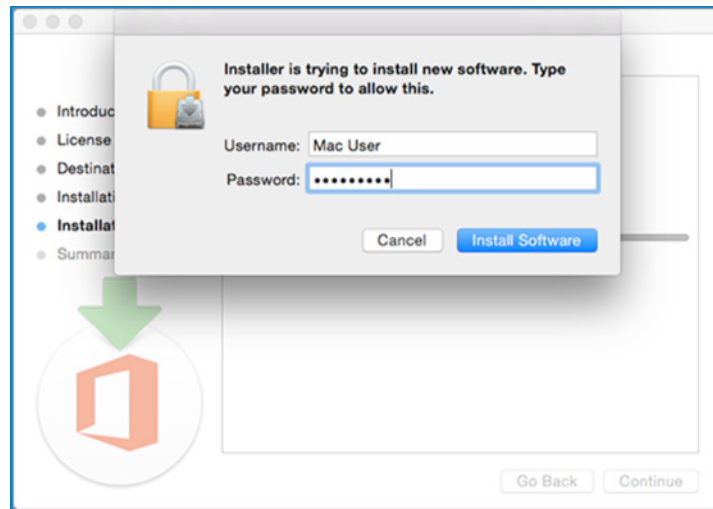 Installer is trying to install new software. Type
your password to allow this.
Username: Mac User
Password: •••••••••
Cancel Install Software
Introduc
License
Destinat
Installati
Installat
Summar
Go Back Continue